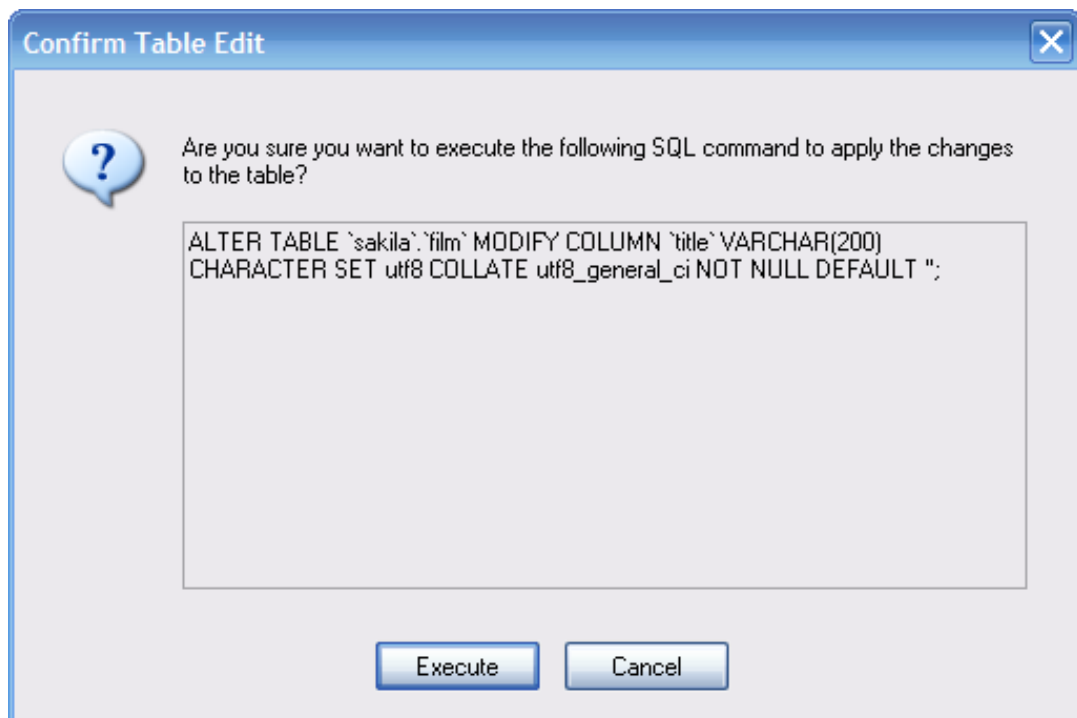 Confirm Table Edit
?
Are you sure you want to execute the following SQL command to apply the changes
to the table?
ALTER TABLE `sakila`.`film` MODIFY COLUMN `title` VARCHAR(200)
CHARACTER SET utf8 COLLATE utf8_general_ci NOT NULL DEFAULT '';
Execute
Cancel